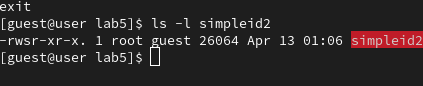 exit
[guest@user lab5]$ ls -l simpleid2
-rwsr-xr-x. 1 root guest 26064 Apr 13 01:06 simpleid2
[guest@user lab5]$